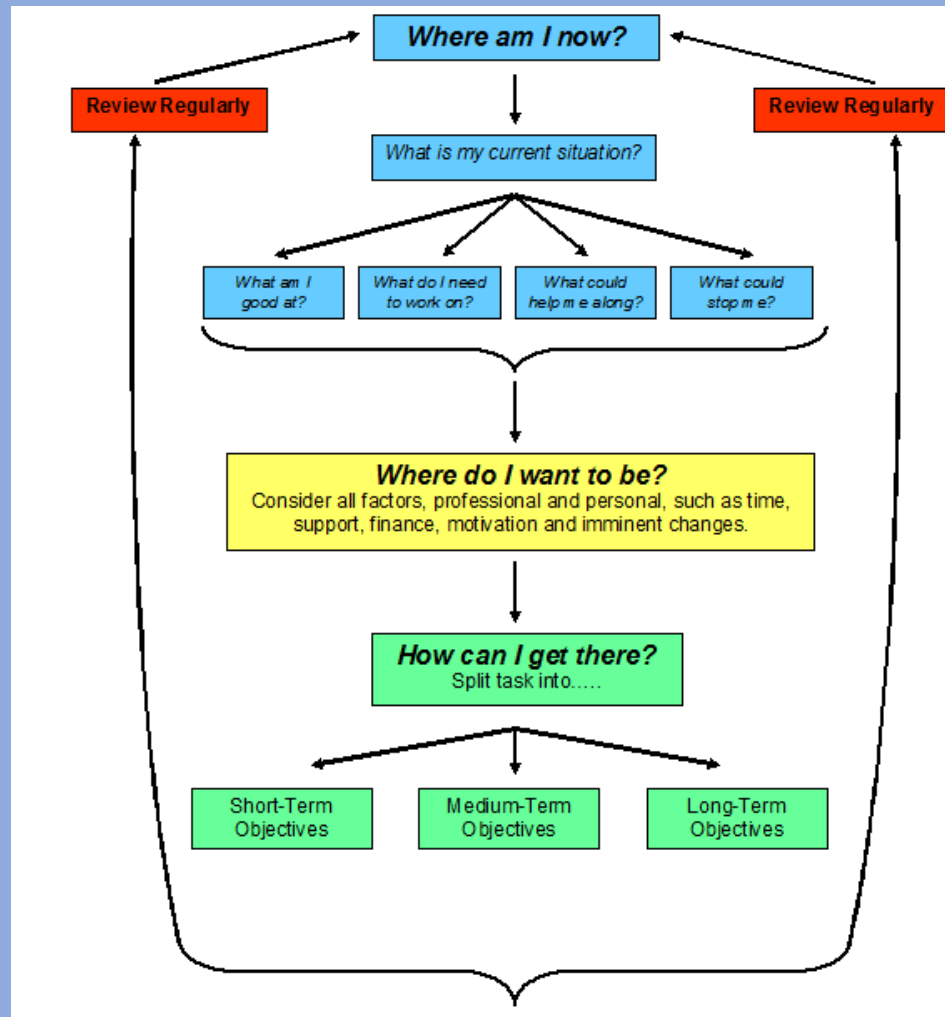 Where am I now?
Review Regularly
Review Regularly
What is my current situation?
What am I
good at?
What do I need
to work on?
What could
help me along?
What could
stop me?
Where do I want to be?
Consider all factors, professional and personal, such as time,
support, finance, motivation and imminent changes.
How can I get there?
Split task into.....
Short-Term
Objectives
Medium-Term
Objectives
Long-Term
Objectives